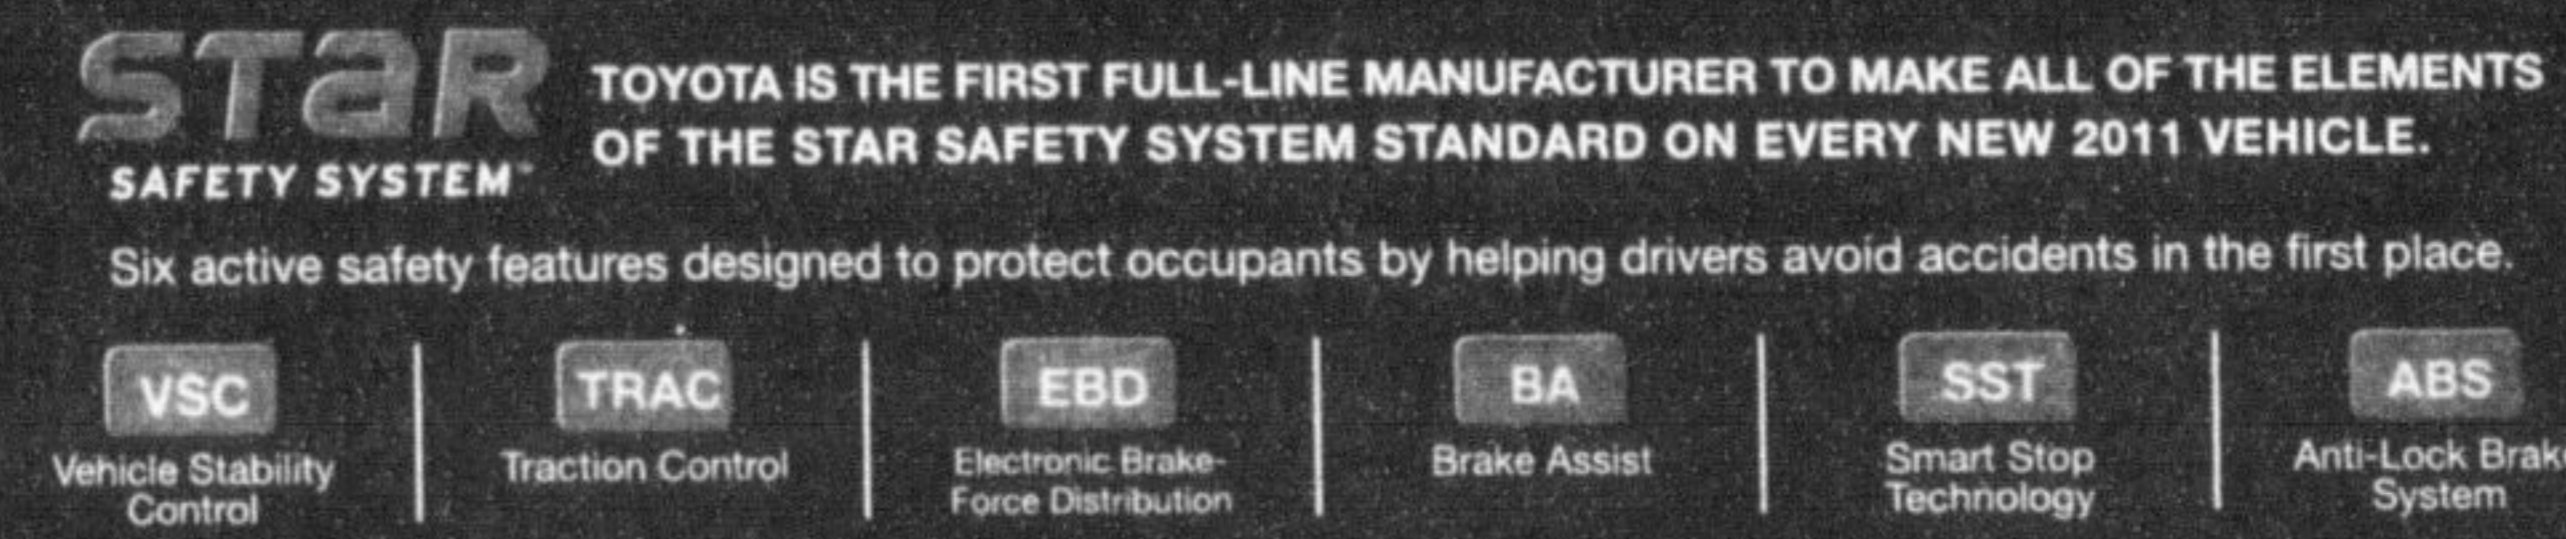 STaR
SAFETY SYSTEM™
TOYOTA IS THE FIRST FULL-LINE MANUFACTURER TO MAKE ALL OF THE ELEMENTS
OF THE STAR SAFETY SYSTEM STANDARD ON EVERY NEW 2011 VEHICLE.
Six active safety features designed to protect occupants by helping drivers avoid accidents in the first place.
VSC
Vehicle Stability
Control
TRAC
Traction Control
EBD
Electronic Brake-
Force Distribution
BA
Brake Assist
SST
Smart Stop
Technology
ABS
Anti-Lock Brake
System